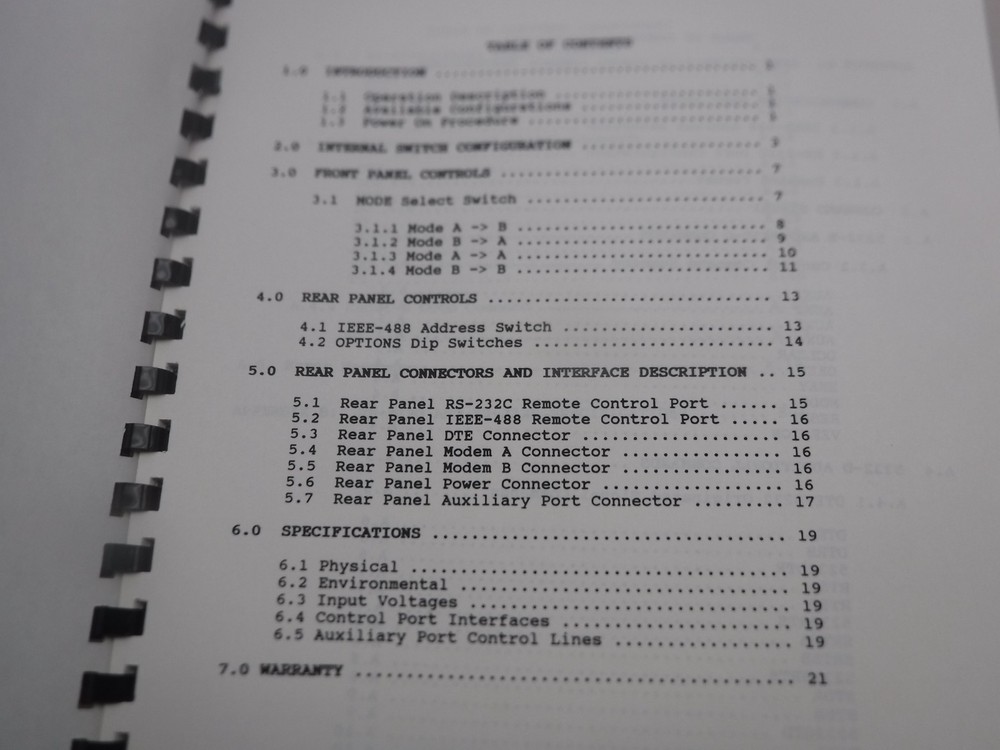 TABLE OF CONTENTS
1.0 INTRODUCTION ................................
1.1 Operation Description ......................
1.2 Available Configurations ...................
1.3 Power On Procedure .........................
2.0 INTERNAL SWITCH CONFIGURATION .................... 3
3.0 FRONT PANEL CONTROLS ............................ 7
3.1 MODE Select Switch .......................... 7
3.1.1 Mode A -> B .......................... 8
3.1.2 Mode B -> A .......................... 9
3.1.3 Mode A -> A .......................... 10
3.1.4 Mode B -> B .......................... 11
4.0 REAR PANEL CONTROLS ............................. 13
4.1 IEEE-488 Address Switch ..................... 13
4.2 OPTIONS Dip Switches ........................ 14
5.0 REAR PANEL CONNECTORS AND INTERFACE DESCRIPTION .. 15
5.1 Rear Panel RS-232C Remote Control Port ...... 15
5.2 Rear Panel IEEE-488 Remote Control Port ..... 16
5.3 Rear Panel DTE Connector .................... 16
5.4 Rear Panel Modem A Connector ................ 16
5.5 Rear Panel Modem B Connector ................ 16
5.6 Rear Panel Power Connector .................. 16
5.7 Rear Panel Auxiliary Port Connector ......... 17
6.0 SPECIFICATIONS .................................. 19
6.1 Physical .................................... 19
6.2 Environmental ............................... 19
6.3 Input Voltages .............................. 19
6.4 Control Port Interfaces ..................... 19
6.5 Auxiliary Port Control Lines ................ 19
7.0 WARRANTY ........................................ 21